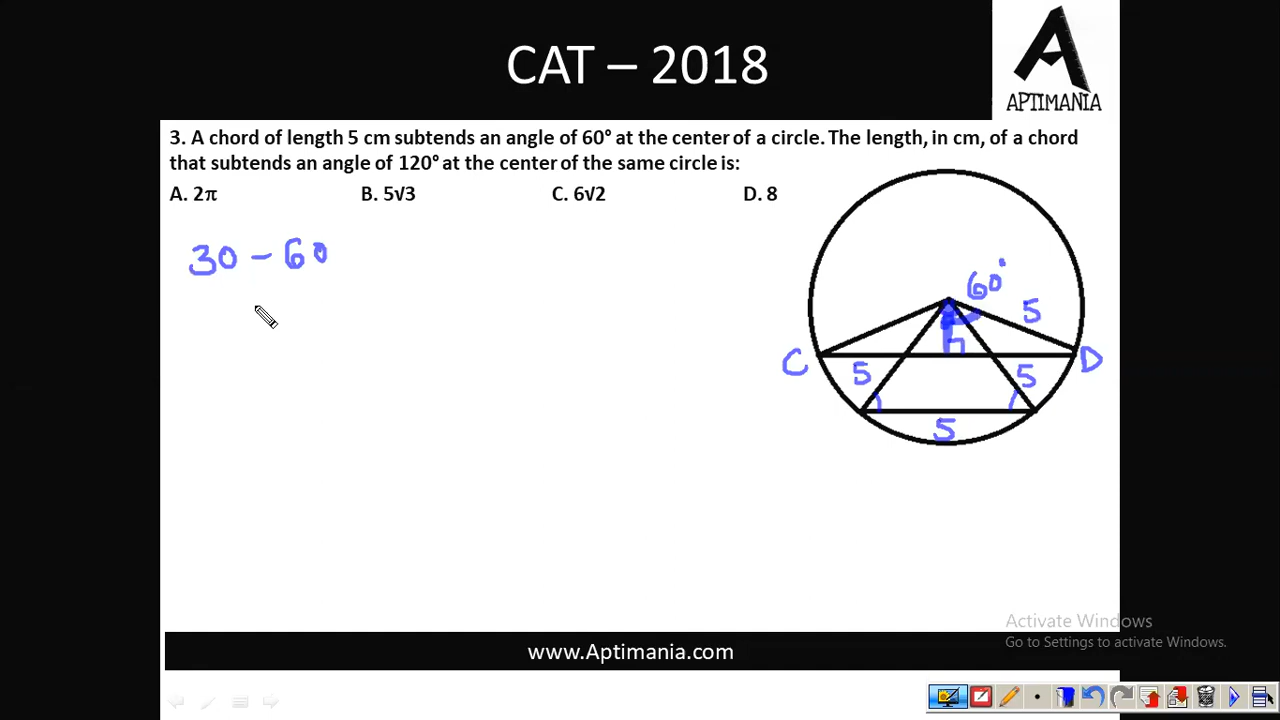 CAT – 2018
APTIMANIA
3. A chord of length 5 cm subtends an angle of 60° at the center of a circle. The length, in cm, of a chord
that subtends an angle of 120° at the center of the same circle is:
A. 2π B. 5√3 C. 6√2 D. 8
30 - 60
60°
5
C
D
5
5
5
Activate Windows
Go to Settings to activate Windows.
www.Aptimania.com